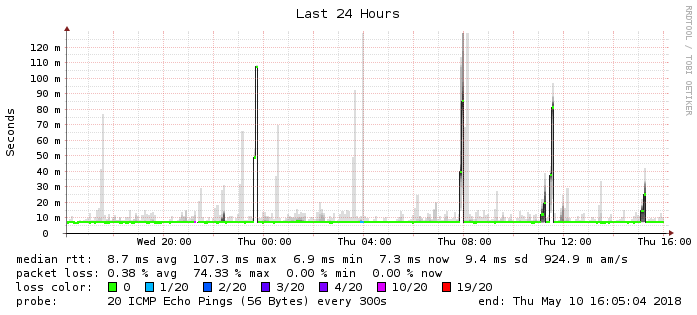 Last 24 Hours
RRDTOOL / TOBI OETIKER
Seconds
120 m
110 m
100 m
90 m
80 m
70 m
60 m
50 m
40 m
30 m
20 m
10 m
0
Wed 20:00 Thu 00:00 Thu 04:00 Thu 08:00 Thu 12:00 Thu 16:00
median rtt: 8.7 ms avg 107.3 m max 6.9 m min 7.3 m now 9.4 m sd 924.9 m am/s
packet loss: 0.38 % avg 74.33 % max 0.00 % min 0.00 % now
loss color: 0 1/20 2/20 3/20 4/20 10/20 19/20
probe: 20 ICMP Echo Pings (56 Bytes) every 300s end: Thu May 10 16:05:04 2018